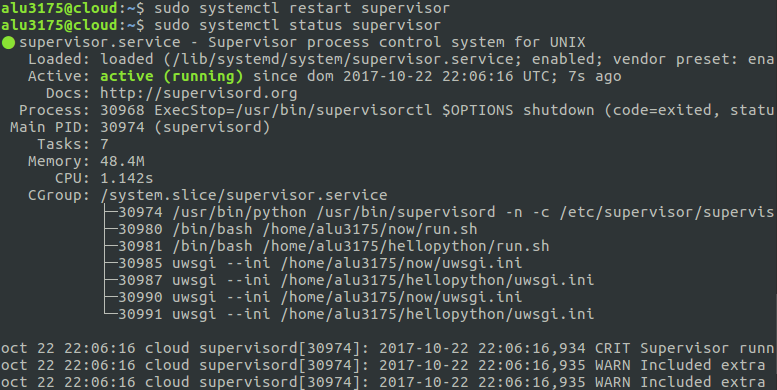 alu3175@cloud:~$ sudo systemctl restart supervisor
alu3175@cloud:~$ sudo systemctl status supervisor
● supervisor.service - Supervisor process control system for UNIX
   Loaded: loaded (/lib/systemd/system/supervisor.service; enabled; vendor preset: ena
   Active: active (running) since dom 2017-10-22 22:06:16 UTC; 7s ago
     Docs: http://supervisord.org
  Process: 30968 ExecStop=/usr/bin/supervisorctl $OPTIONS shutdown (code=exited, statu
 Main PID: 30974 (supervisord)
    Tasks: 7
   Memory: 48.4M
      CPU: 1.142s
   CGroup: /system.slice/supervisor.service
           ├─30974 /usr/bin/python /usr/bin/supervisord -n -c /etc/supervisor/supervis
           ├─30980 /bin/bash /home/alu3175/now/run.sh
           ├─30981 /bin/bash /home/alu3175/hellopython/run.sh
           ├─30985 uwsgi --ini /home/alu3175/now/uwsgi.ini
           ├─30987 uwsgi --ini /home/alu3175/hellopython/uwsgi.ini
           ├─30990 uwsgi --ini /home/alu3175/now/uwsgi.ini
           └─30991 uwsgi --ini /home/alu3175/hellopython/uwsgi.ini
oct 22 22:06:16 cloud supervisord[30974]: 2017-10-22 22:06:16,934 CRIT Supervisor runn
oct 22 22:06:16 cloud supervisord[30974]: 2017-10-22 22:06:16,935 WARN Included extra
oct 22 22:06:16 cloud supervisord[30974]: 2017-10-22 22:06:16,935 WARN Included extra